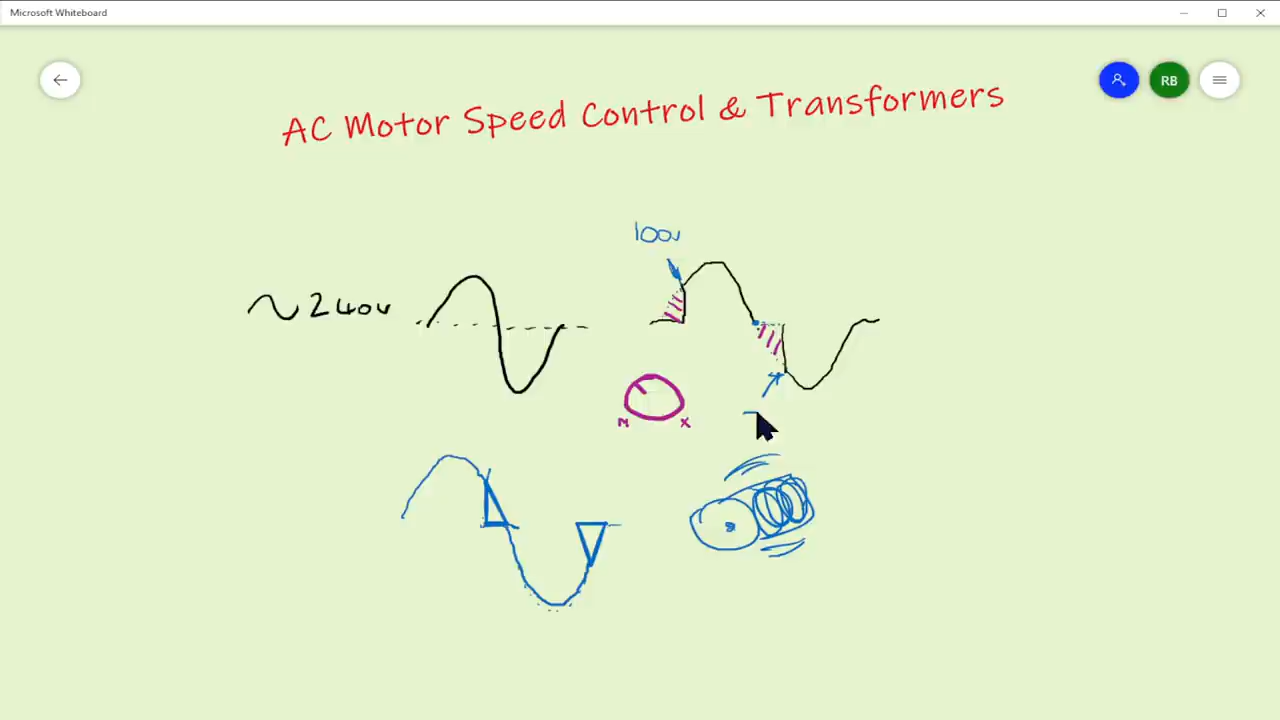 Microsoft Whiteboard
RB
AC Motor Speed Control & Transformers
100v
~240v
N X